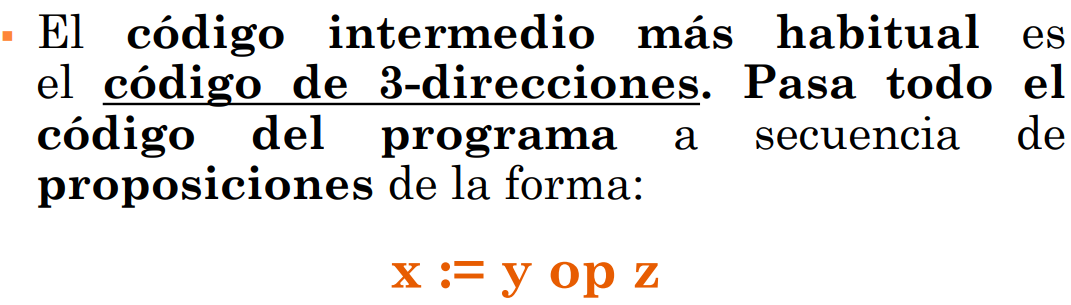 ▪ El código intermedio más habitual es
el código de 3-direcciones. Pasa todo el
código del programa a secuencia de
proposiciones de la forma:
x := y op z